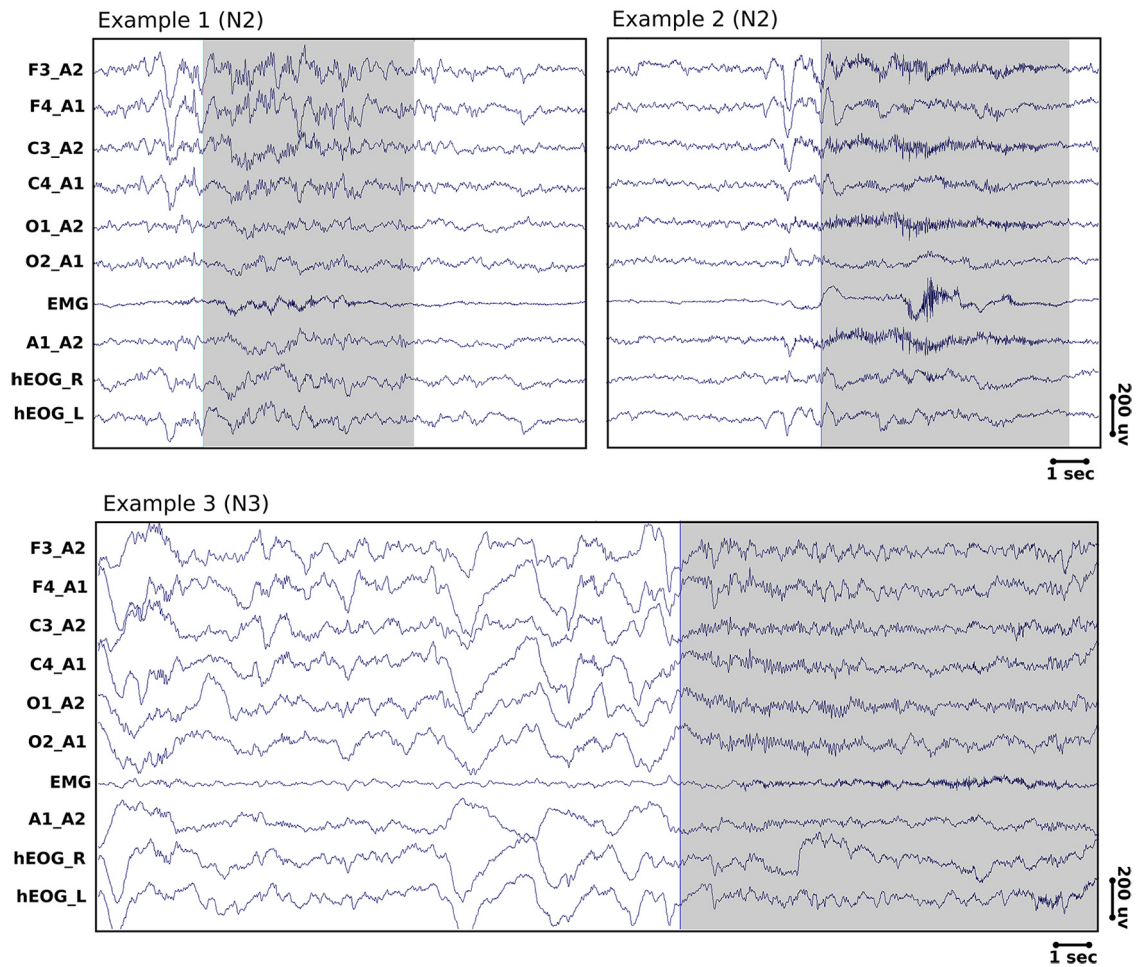 Example 1 (N2)
Example 2 (N2)
F3_A2
F4_A1
C3_A2
C4_A1
O1_A2
O2_A1
EMG
A1_A2
hEOG_R
hEOG_L
200 uv
1 sec
Example 3 (N3)
F3_A2
F4_A1
C3_A2
C4_A1
O1_A2
O2_A1
EMG
A1_A2
hEOG_R
hEOG_L
200 uv
1 sec